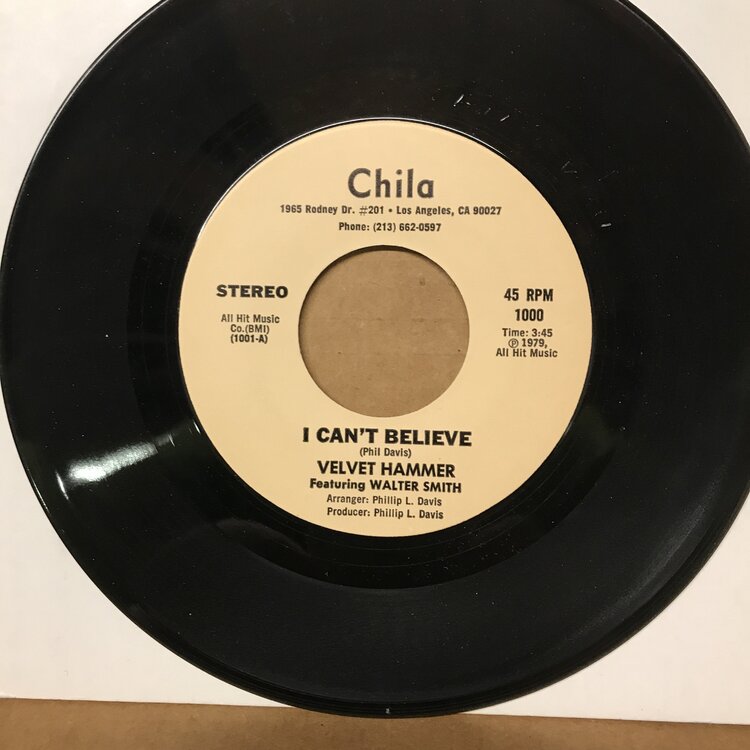 Chila
1965 Rodney Dr. #201 • Los Angeles, CA 90027
Phone: (213) 662-0597
STEREO
All Hit Music
Co.(BMI)
(1001-A)
45 RPM
1000
Time: 3:45
℗ 1979,
All Hit Music
I CAN'T BELIEVE
(Phil Davis)
VELVET HAMMER
Featuring WALTER SMITH
Arranger: Phillip L. Davis
Producer: Phillip L. Davis